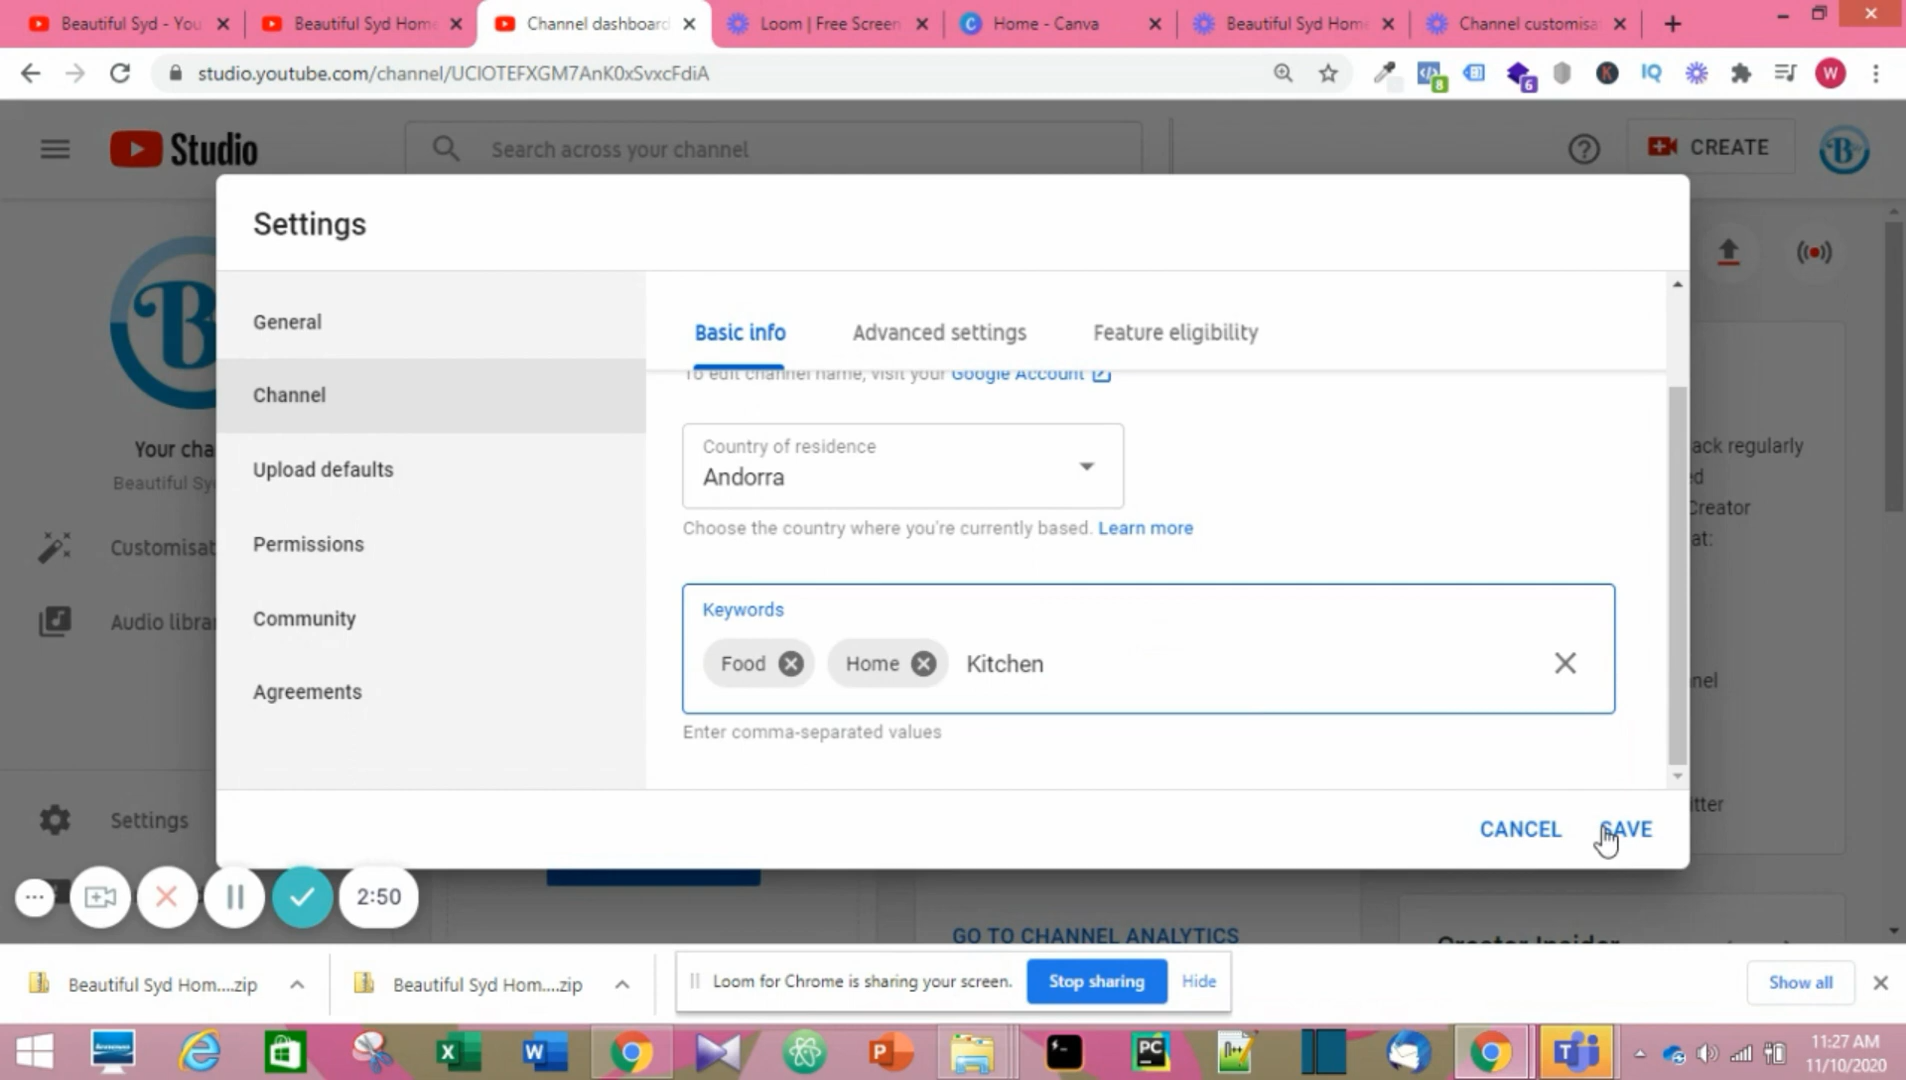 Beautiful Syd - You
Beautiful Syd Home
Channel dashboard
Loom | Free Screen
Home - Canva
Beautiful Syd Home
Channel customisa
studio.youtube.com/channel/UCIOTEFXGM7AnK0xSvxcFdiA
8
6
IQ
W
Studio
Search across your channel
CREATE
B
Settings
General
Channel
Upload defaults
Permissions
Community
Agreements
Basic info
Advanced settings
Feature eligibility
To edit channel name, visit your Google Account
Country of residence
Andorra
Choose the country where you're currently based. Learn more
Keywords
Food
Home
Kitchen
Enter comma-separated values
CANCEL
SAVE
B
Your cha
Beautiful Sy
Customisat
Audio librar
Settings
ack regularly
ed
Creator
at:
nel
itter
2:50
GO TO CHANNEL ANALYTICS
Creator Insider
Beautiful Syd Hom....zip
Beautiful Syd Hom....zip
Loom for Chrome is sharing your screen.
Stop sharing
Hide
Show all
11:27 AM
11/10/2020